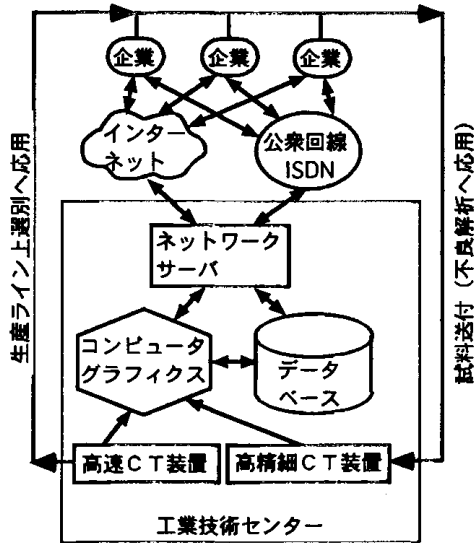 企業
企業
企業
インター
ネット
公衆回線
ISDN
生産ライン上選別へ応用
試料送付（不良解析へ応用）
ネットワーク
サーバ
コンピュータ
グラフィクス
データ
ベース
高速ＣＴ装置
高精細ＣＴ装置
工業技術センター